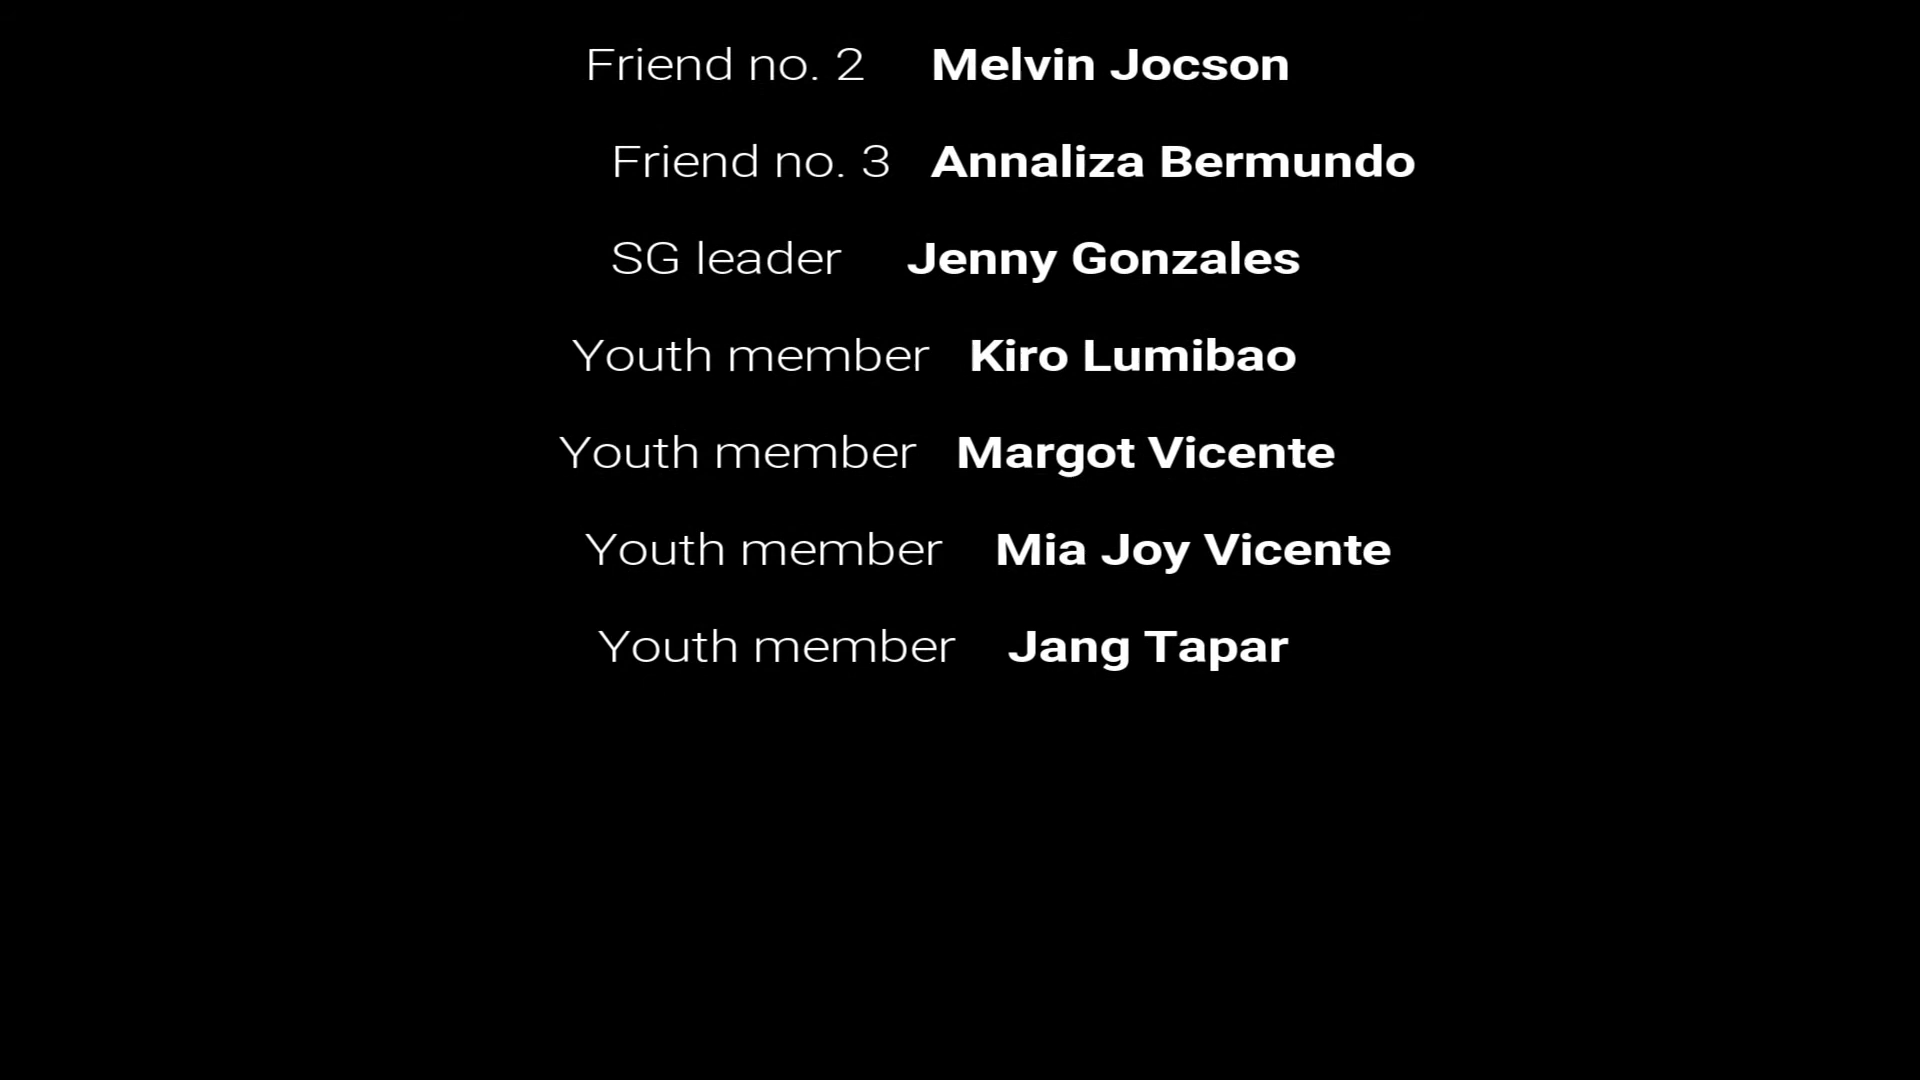 Friend no. 2 Melvin Jocson
Friend no. 3 Annaliza Bermundo
SG leader Jenny Gonzales
Youth member Kiro Lumibao
Youth member Margot Vicente
Youth member Mia Joy Vicente
Youth member Jang Tapar